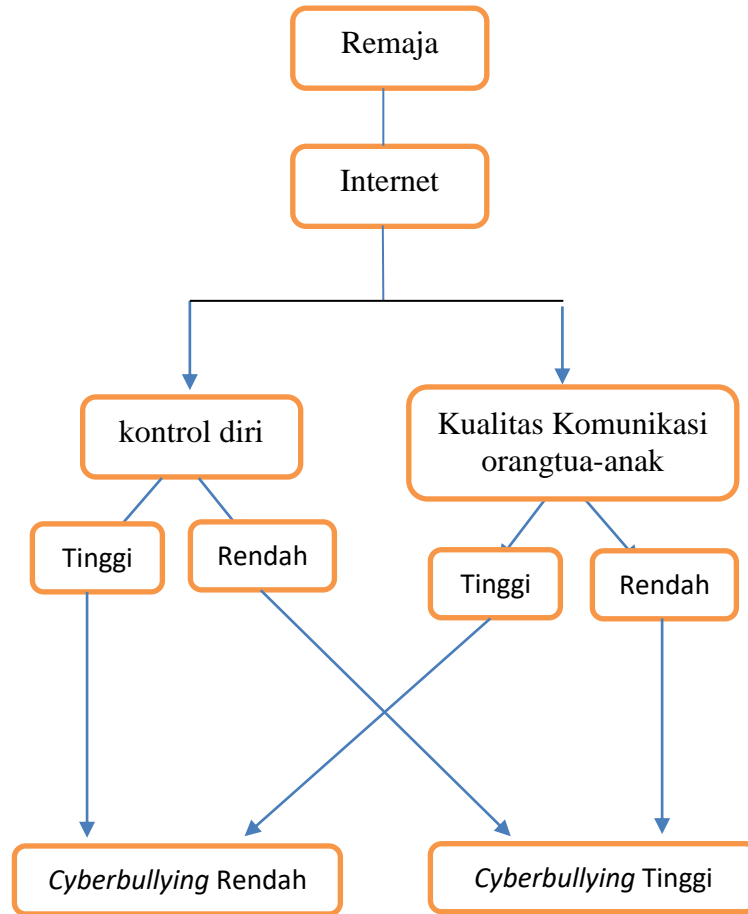 Remaja
Internet
kontrol diri
Kualitas Komunikasi
orangtua-anak
Tinggi
Rendah
Tinggi
Rendah
Cyberbullying Rendah
Cyberbullying Tinggi